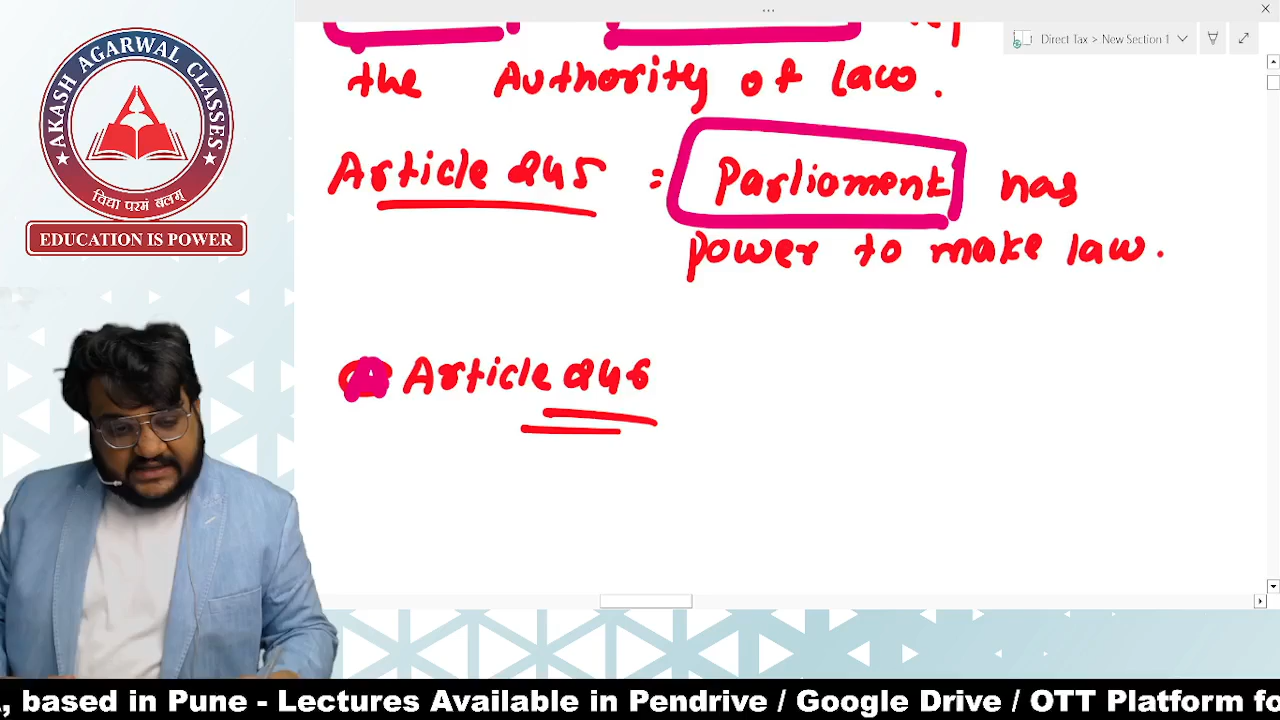 Direct Tax > New Section 1
the Authority of law.
Article 245 = Parliament has
power to make law.
Article 246
AKASH AGARWAL CLASSES
विद्या परमं बलम्
EDUCATION IS POWER
, based in Pune - Lectures Available in Pendrive / Google Drive / OTT Platform fo